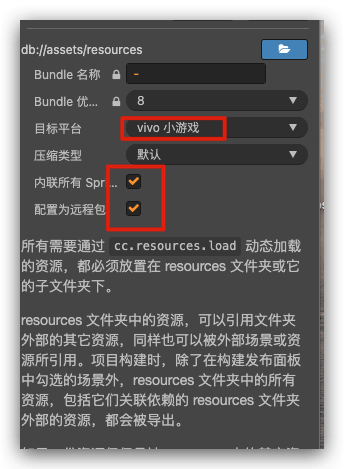 db://assets/resources
Bundle 名称
-
Bundle 优... 8
目标平台 vivo 小游戏
压缩类型 默认
内联所有 Spr...
配置为远程包
所有需要通过 cc.resources.load 动态加载
的资源，都必须放置在 resources 文件夹或它
的子文件夹下。
resources 文件夹中的资源，可以引用文件夹
外部的其它资源，同样也可以被外部场景或资
源所引用。项目构建时，除了在构建发布面板
中勾选的场景外，resources 文件夹中的所有
资源，包括它们关联依赖的 resources 文件夹
外部的资源，都会被导出。